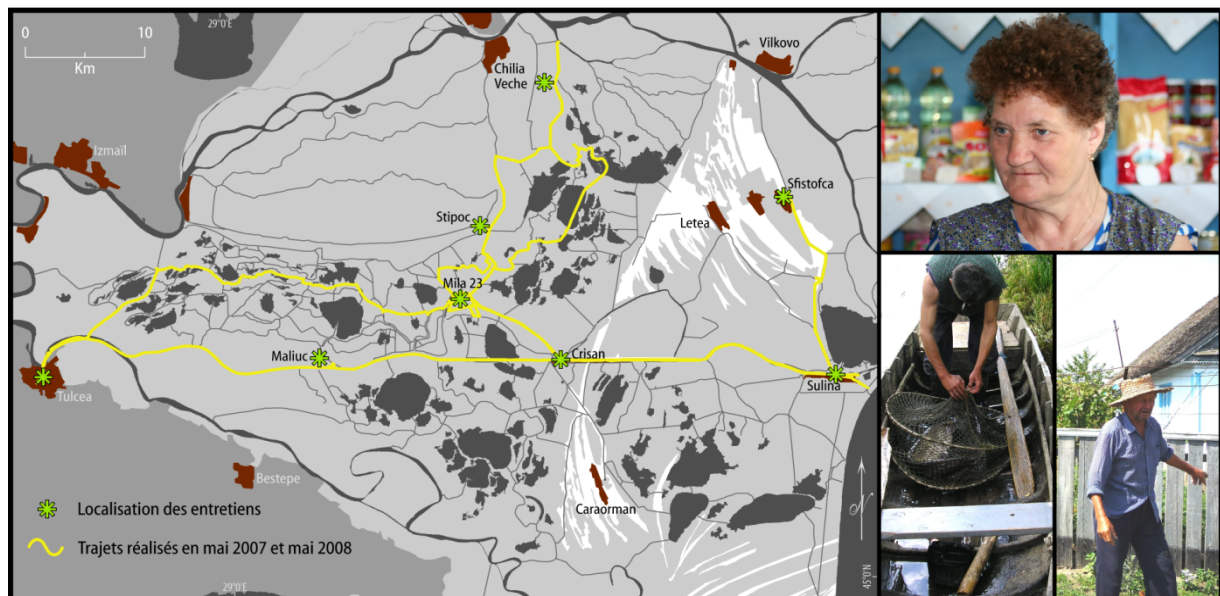 29°0'E
0 10
Km
Vilkovo
Chilia
Veche
Izmaïl
Sfistofca
Stipoc
Letea
Mila 23
Maliuc
Crisan
Tulcea
Sulina
Bestepe
Caraorman
N
Localisation des entretiens
Trajets réalisés en mai 2007 et mai 2008
29°0'E
45°0'N